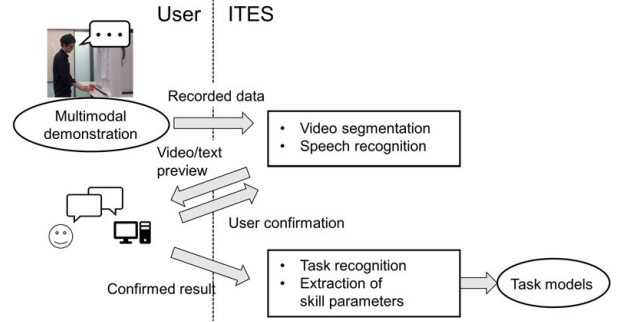 User
ITES
Multimodal
demonstration
Recorded data
• Video segmentation
• Speech recognition
Video/text
preview
User confirmation
Confirmed result
• Task recognition
• Extraction of
skill parameters
Task models